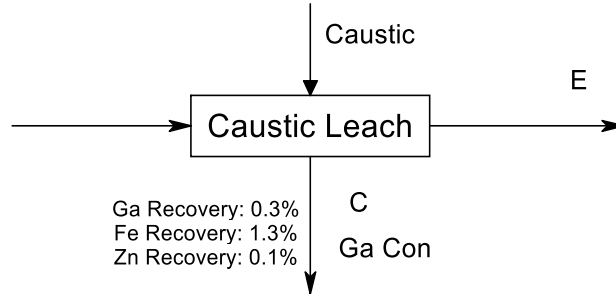 Caustic
E
Caustic Leach
Ga Recovery: 0.3%
Fe Recovery: 1.3%
Zn Recovery: 0.1%
C
Ga Con